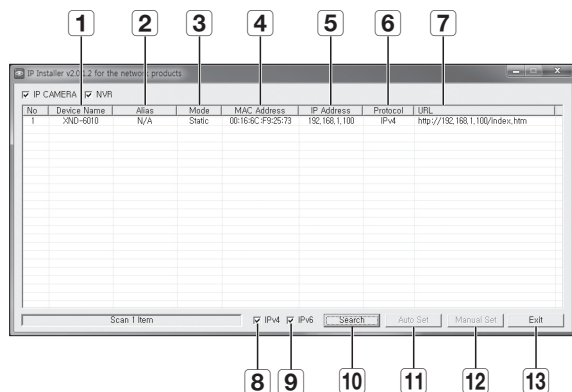 1 2 3 4 5 6 7
IP Installer v2.0.1.2 for the network products
IP CAMERA NVR
No Device Name Alias Mode MAC Address IP Address Protocol URL
1 XND-6010 N/A Static 00:16:6C:F9:25:73 192,168,1,100 IPv4 http://192,168,1,100/index,htm
Scan 1 Item IPv4 IPv6 Search Auto Set Manual Set Exit
8 9 10 11 12 13